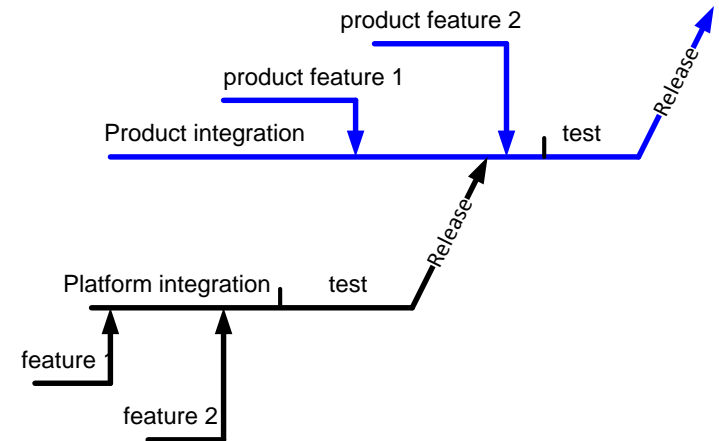 product feature 2
product feature 1
Release
Product integration
test
Release
Platform integration
test
feature 1
feature 2